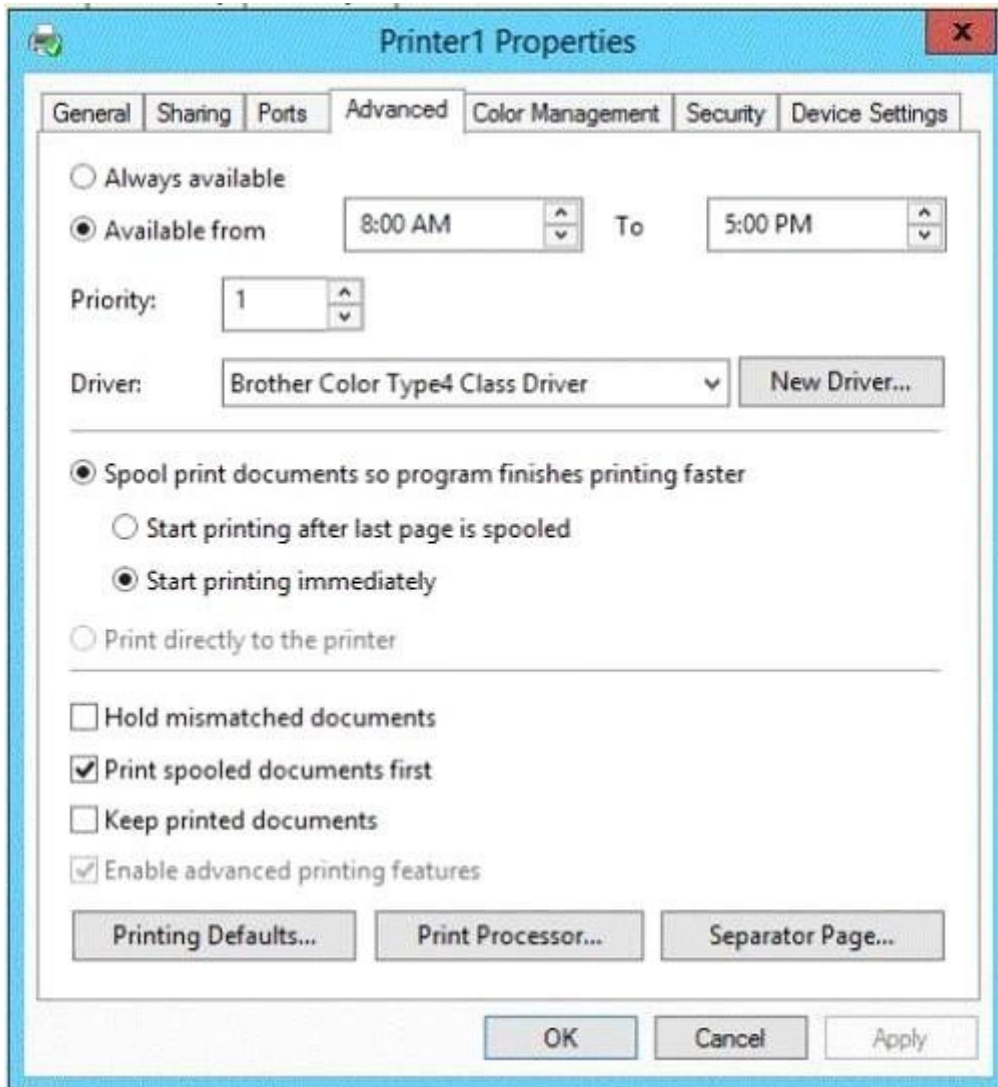 Printer1 Properties
x
General Sharing Ports Advanced Color Management Security Device Settings
Always available
Available from 8:00 AM To 5:00 PM
Priority: 1
Driver: Brother Color Type4 Class Driver New Driver...
Spool print documents so program finishes printing faster
Start printing after last page is spooled
Start printing immediately
Print directly to the printer
Hold mismatched documents
Print spooled documents first
Keep printed documents
Enable advanced printing features
Printing Defaults... Print Processor... Separator Page...
OK Cancel Apply